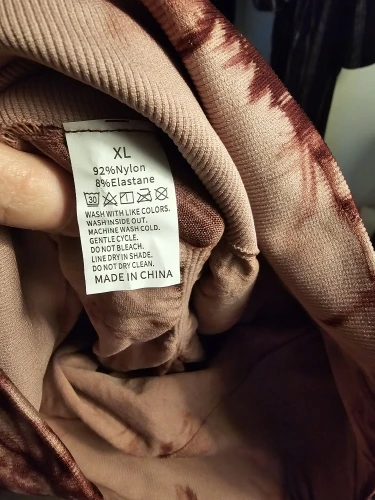 XL
92%Nylon
8%Elastane
30
WASH WITH LIKE COLORS.
WASH INSIDE OUT.
MACHINE WASH COLD.
GENTLE CYCLE.
DO NOT BLEACH.
LINE DRY IN SHADE.
DO NOT DRY CLEAN.
MADE IN CHINA